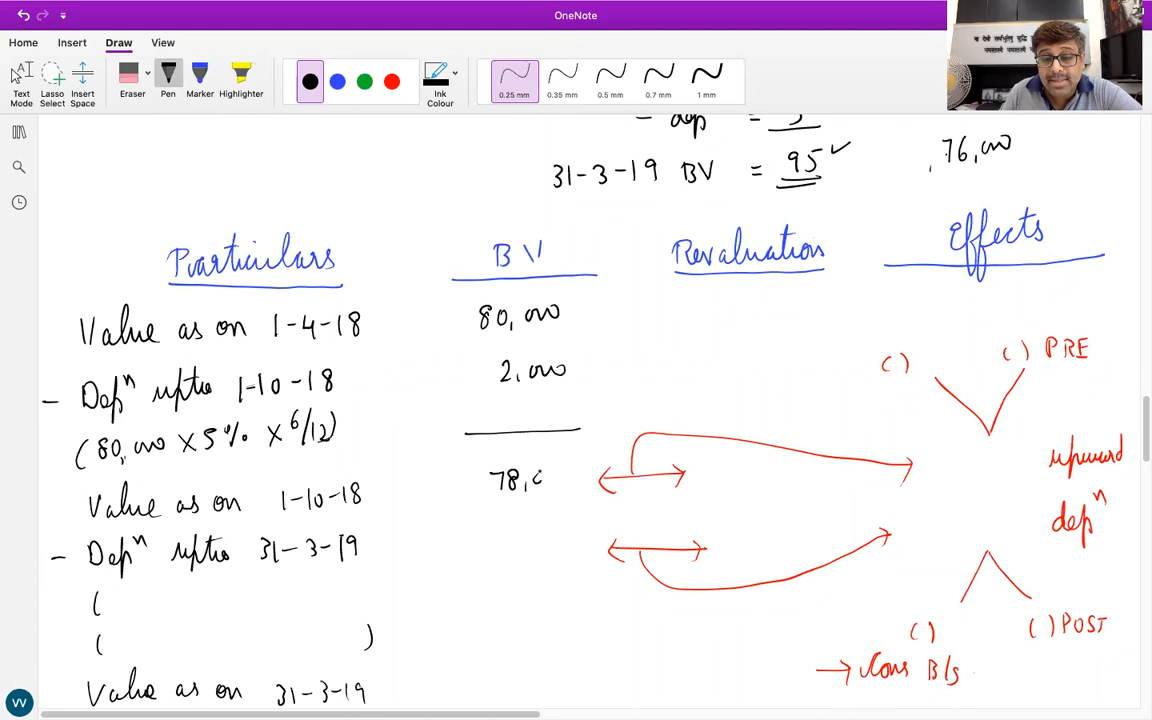 OneNote
Home Insert Draw View
Text Mode
Lasso Select
Insert Space
Eraser
Pen
Marker
Highlighter
Ink Colour
0.25 mm 0.35 mm 0.5 mm 0.7 mm 1 mm
- dep = 5
31-3-19 BV = 95 ✓
76,000
Particulars BV Revaluation Effects
Value as on 1-4-18 80,000
( ) ( ) PRE
- Depⁿ upto 1-10-18 2,000
(80,000 X 5% X 6/12)
upward
Value as on 1-10-18 78,
depⁿ
- Depⁿ upto 31-3-19
(
( )
( ) ( ) POST
→ Cons B/s
Value as on 31-3-19
VV